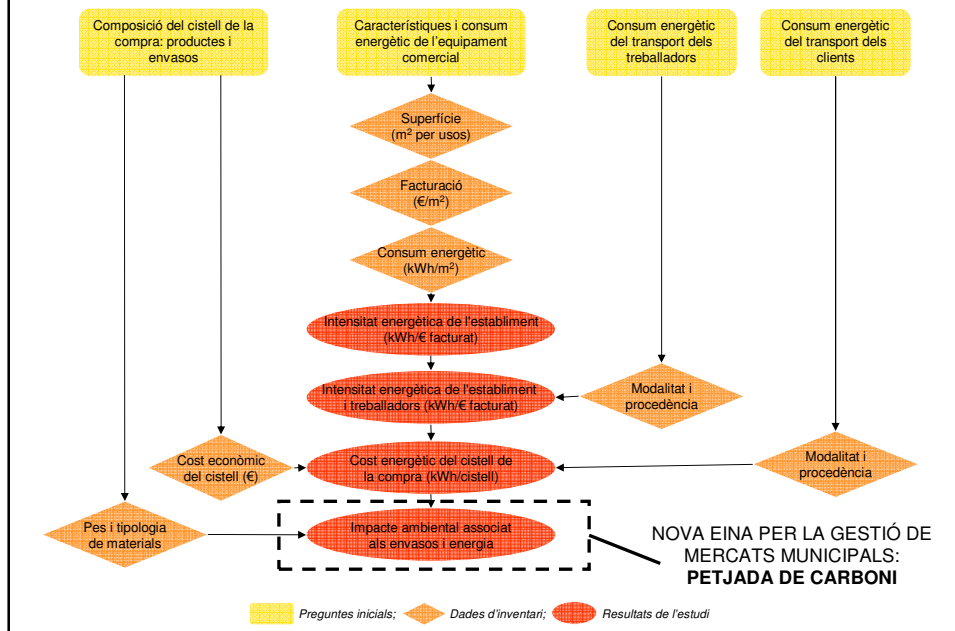 Composició del cistell de la
compra: productes i
envasos
Característiques i consum
energètic de l'equipament
comercial
Consum energètic
del transport dels
treballadors
Consum energètic
del transport dels
clients
Superfície
(m² per usos)
Facturació
(€/m²)
Consum energètic
(kWh/m²)
Intensitat energètica de l'establiment
(kWh/€ facturat)
Intensitat energètica de l'establiment
i treballadors (kWh/€ facturat)
Modalitat i
procedència
Cost econòmic
del cistell (€)
Cost energètic del cistell de
la compra (kWh/cistell)
Modalitat i
procedència
Pes i tipologia
de materials
Impacte ambiental associat
als envasos i energia
NOVA EINA PER LA GESTIÓ DE
MERCATS MUNICIPALS:
PETJADA DE CARBONI
Preguntes inicials; Dades d'inventari; Resultats de l'estudi